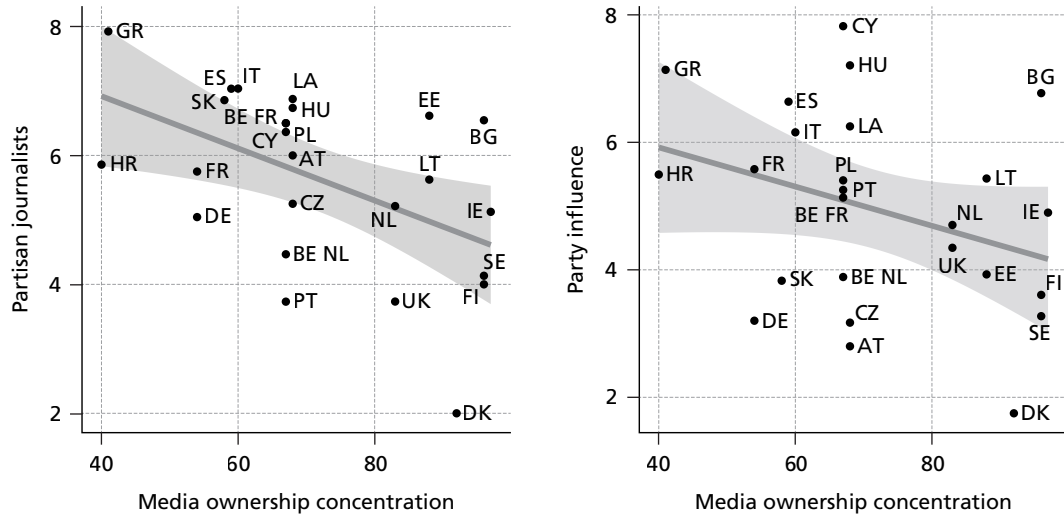 8
6
4
2
40
60
80
Partisan journalists
Media ownership concentration
GR
ES
IT
SK
LA
HU
BE FR
CY
PL
EE
BG
HR
FR
AT
LT
DE
CZ
NL
IE
BE NL
SE
FI
PT
UK
DK
8
6
4
2
40
60
80
Party influence
Media ownership concentration
CY
HU
GR
BG
ES
LA
IT
HR
FR
PL
PT
LT
BE FR
NL
IE
UK
SK
BE NL
EE
FI
DE
CZ
SE
AT
DK